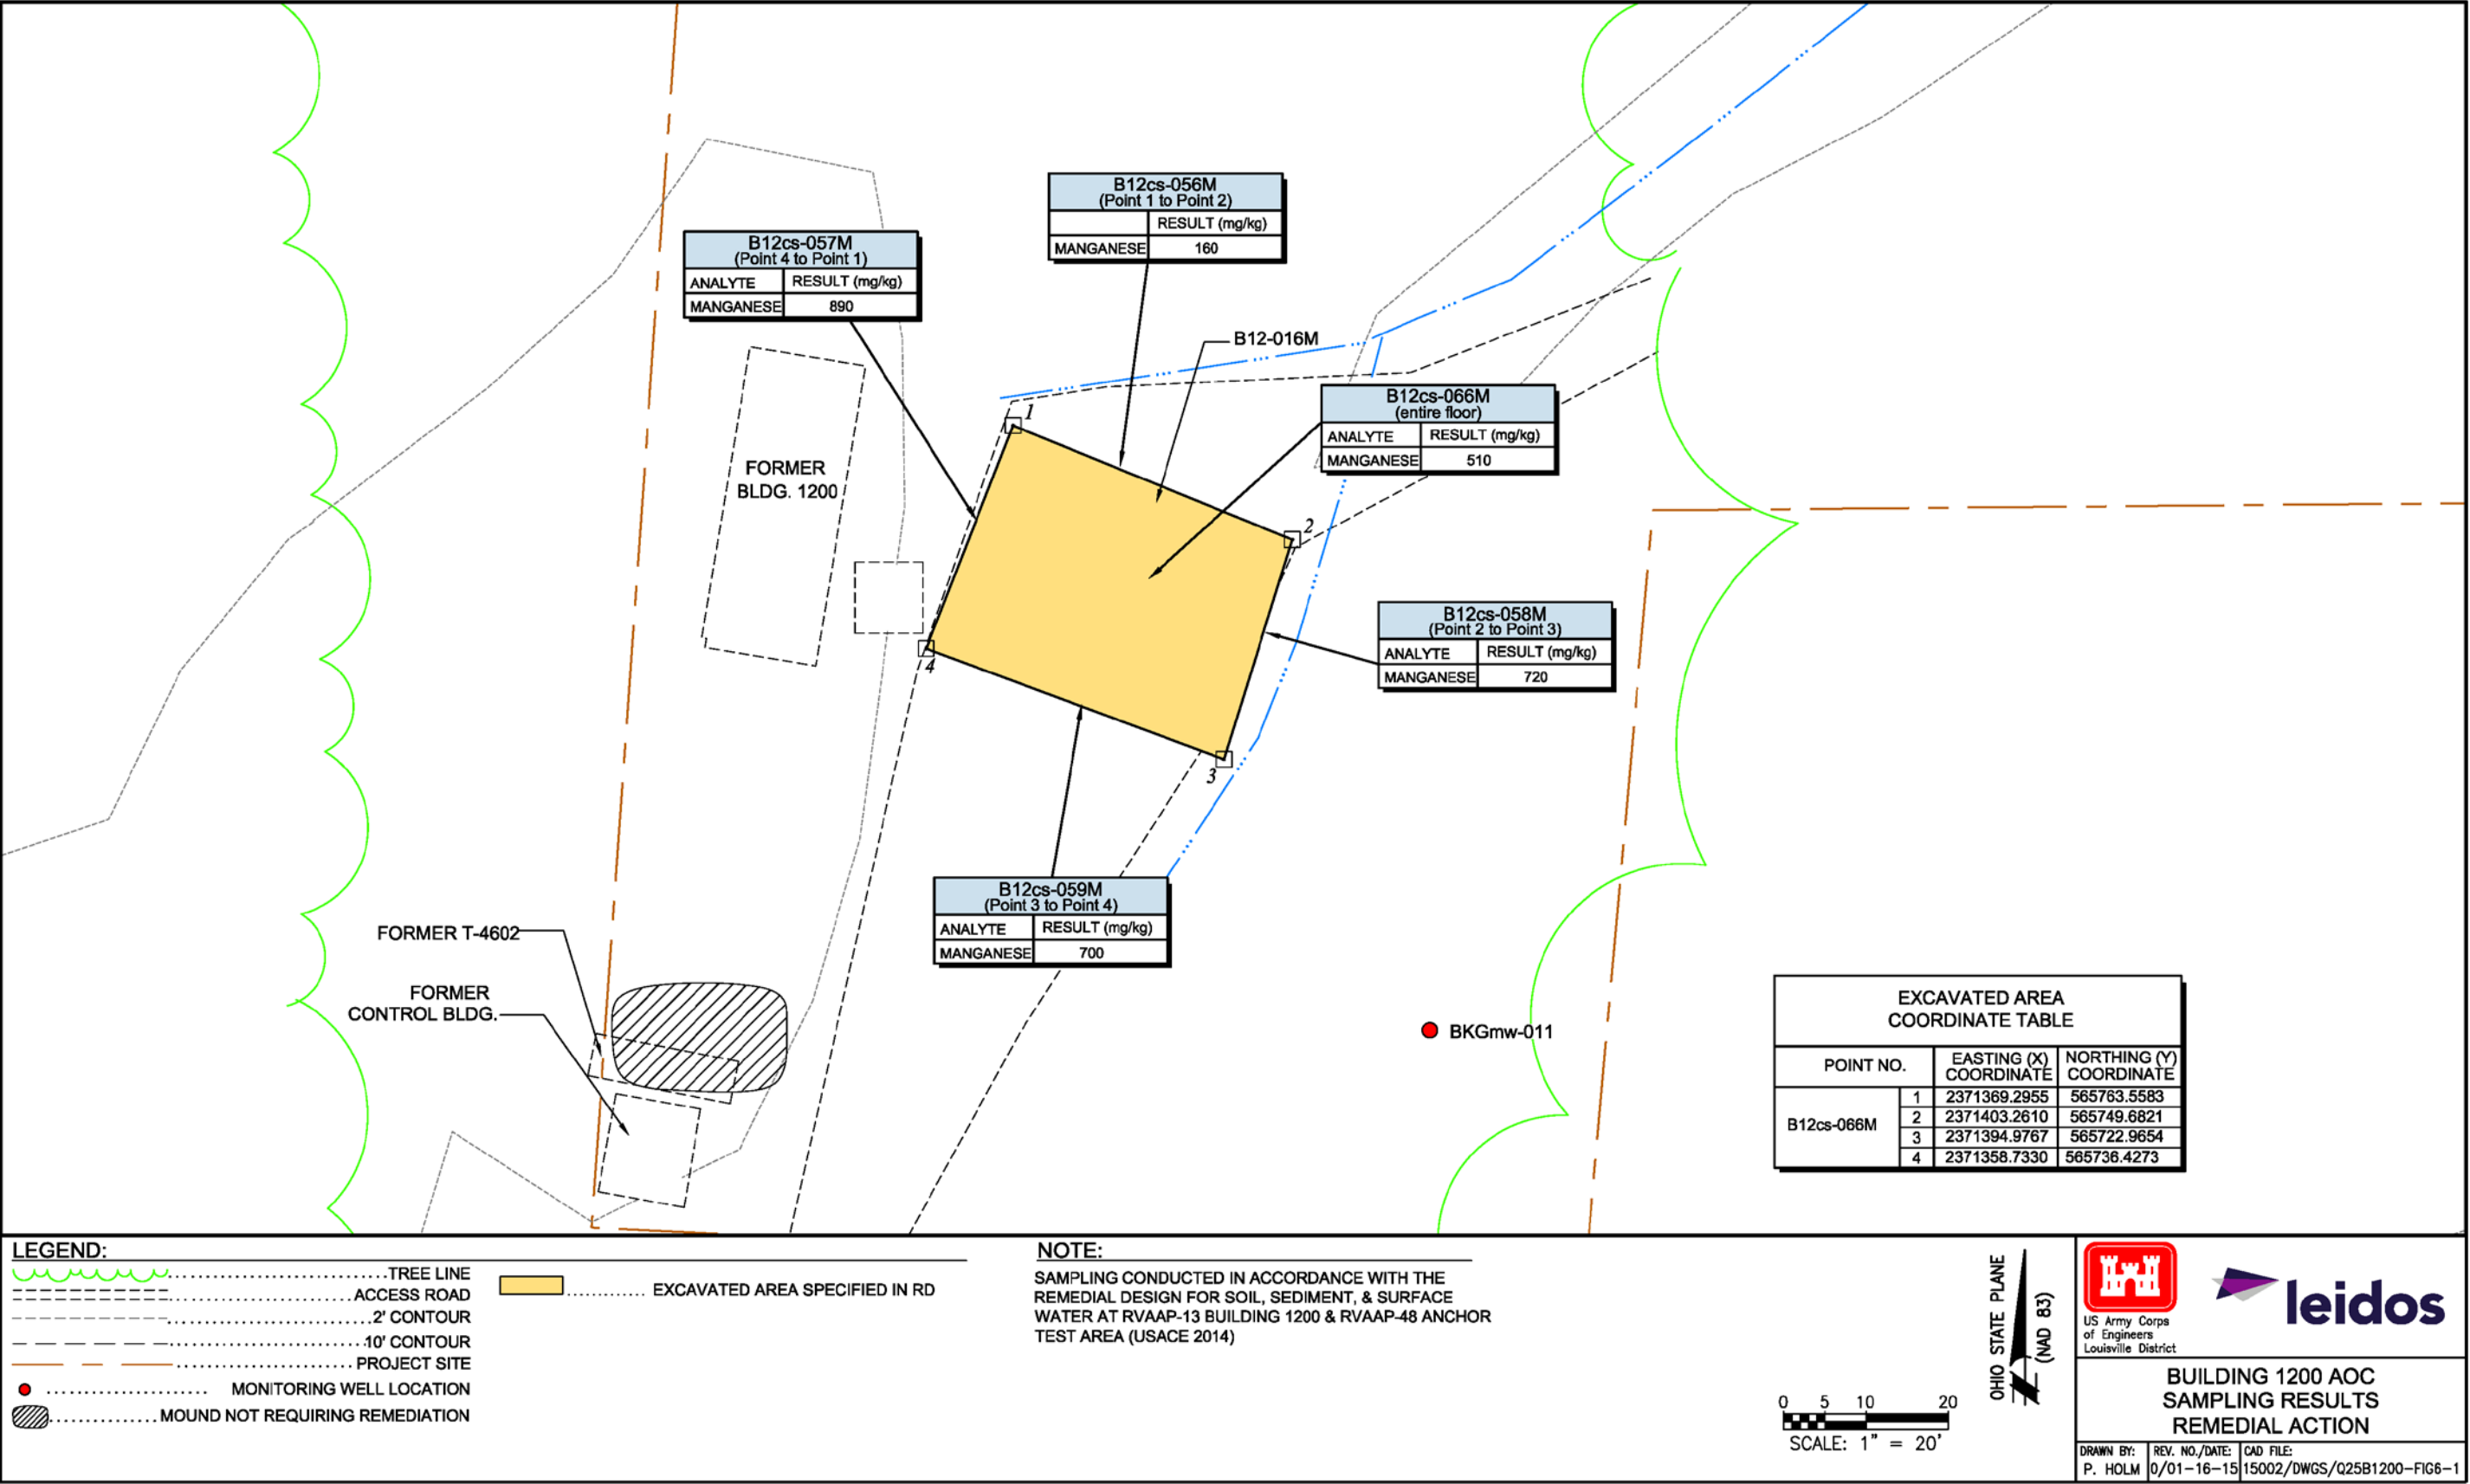 B12cs-056M
(Point 1 to Point 2)
RESULT (mg/kg)
MANGANESE 160
B12cs-057M
(Point 4 to Point 1)
ANALYTE RESULT (mg/kg)
MANGANESE 890
B12-016M
B12cs-066M
(entire floor)
ANALYTE RESULT (mg/kg)
MANGANESE 510
1
FORMER
BLDG. 1200
2
B12cs-058M
(Point 2 to Point 3)
ANALYTE RESULT (mg/kg)
MANGANESE 720
4
3
B12cs-059M
(Point 3 to Point 4)
ANALYTE RESULT (mg/kg)
MANGANESE 700
FORMER T-4602
FORMER
CONTROL BLDG.
BKGmw-011
EXCAVATED AREA
COORDINATE TABLE
POINT NO. EASTING (X) COORDINATE NORTHING (Y) COORDINATE
B12cs-066M
1 2371369.2955 565763.5583
2 2371403.2610 565749.6821
3 2371394.9767 565722.9654
4 2371358.7330 565736.4273
LEGEND:
TREE LINE
ACCESS ROAD
2' CONTOUR
10' CONTOUR
PROJECT SITE
MONITORING WELL LOCATION
MOUND NOT REQUIRING REMEDIATION
EXCAVATED AREA SPECIFIED IN RD
NOTE:
SAMPLING CONDUCTED IN ACCORDANCE WITH THE
REMEDIAL DESIGN FOR SOIL, SEDIMENT, & SURFACE
WATER AT RVAAP-13 BUILDING 1200 & RVAAP-48 ANCHOR
TEST AREA (USACE 2014)
0 5 10 20
SCALE: 1" = 20'
OHIO STATE PLANE
(NAD 83)
US Army Corps
of Engineers
Louisville District
leidos
BUILDING 1200 AOC
SAMPLING RESULTS
REMEDIAL ACTION
DRAWN BY: REV. NO./DATE: CAD FILE:
P. HOLM 0/01-16-15 15002/DWGS/Q25B1200-FIG6-1